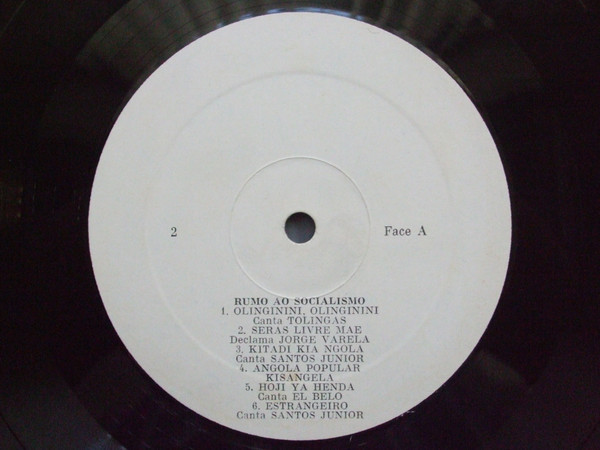 2
Face A
RUMO AO SOCIALISMO
1. OLINGININI, OLINGININI
Canta TOLINGAS
2. SERAS LIVRE MAE
Declama JORGE VARELA
3. KITADI KIA NGOLA
Canta SANTOS JUNIOR
4. ANGOLA POPULAR
KISANGELA
5. HOJI YA HENDA
Canta EL BELO
6. ESTRANGEIRO
Canta SANTOS JUNIOR